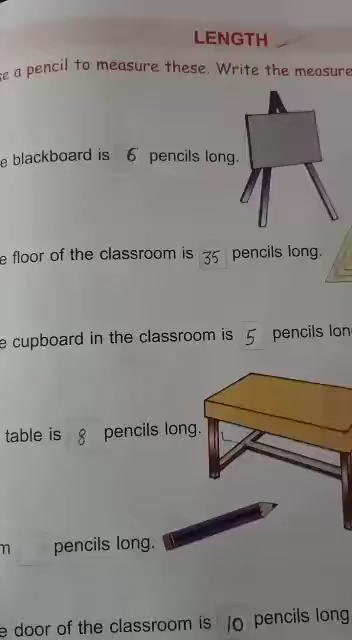 LENGTH
a pencil to measure these. Write the measure
blackboard is 6 pencils long.
floor of the classroom is 35 pencils long.
cupboard in the classroom is 5 pencils lon
table is 8 pencils long.
m pencils long.
door of the classroom is 10 pencils long